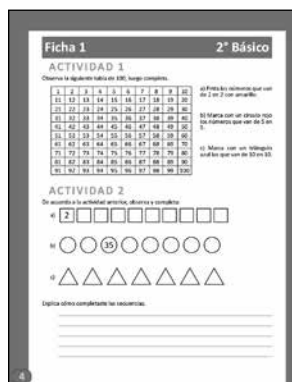 Ficha 1 2° Básico
ACTIVIDAD 1
Observa la siguiente tabla de 100, luego completa.
1 2 3 4 5 6 7 8 9 10
11 12 13 14 15 16 17 18 19 20
21 22 23 24 25 26 27 28 29 30
31 32 33 34 35 36 37 38 39 40
41 42 43 44 45 46 47 48 49 50
51 52 53 54 55 56 57 58 59 60
61 62 63 64 65 66 67 68 69 70
71 72 73 74 75 76 77 78 79 80
81 82 83 84 85 86 87 88 89 90
91 92 93 94 95 96 97 98 99 100
a) Pinta los números que van
de 2 en 2 con amarillo
b) Marca con un círculo rojo
los números que van de 5 en
5.
c) Marca con un triángulo
azul los que van de 10 en 10.
ACTIVIDAD 2
De acuerdo a la actividad anterior, observa y completa
a) 2
b) 35
c)
Explica cómo completaste las secuencias.
4